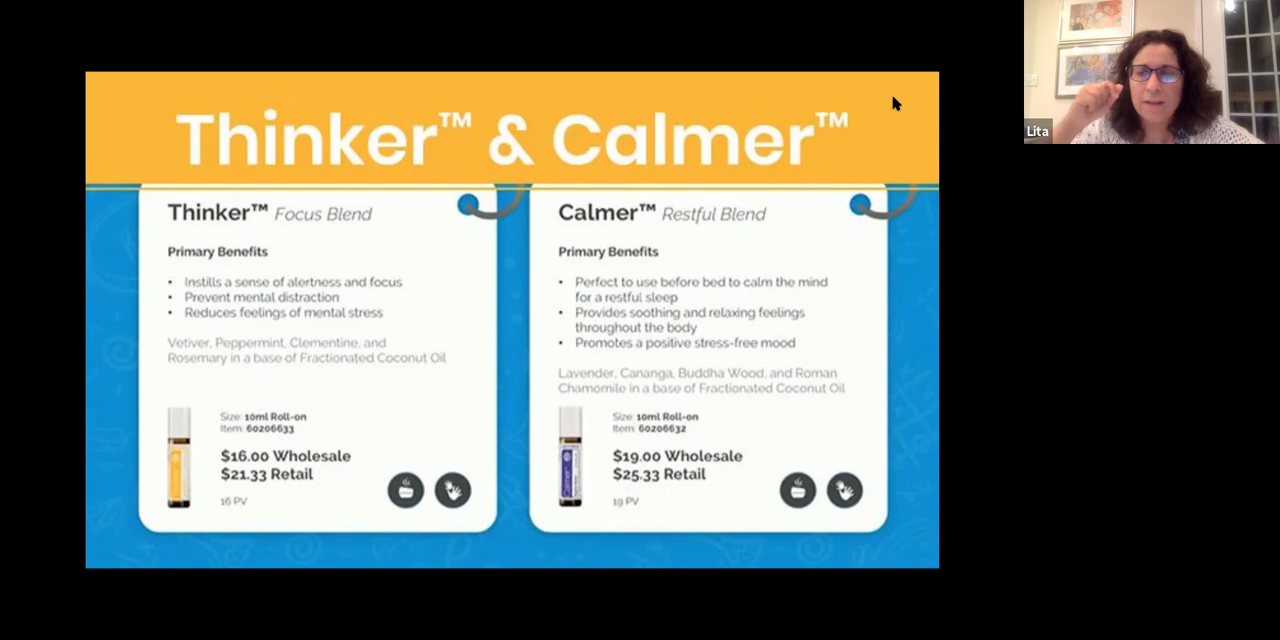 Thinker™ & Calmer™
Thinker™ Focus Blend
Primary Benefits
• Instills a sense of alertness and focus
• Prevent mental distraction
• Reduces feelings of mental stress
Vetiver, Peppermint, Clementine, and
Rosemary in a base of Fractionated Coconut Oil
Size: 10ml Roll-on
Item: 60206633
$16.00 Wholesale
$21.33 Retail
16 PV
Calmer™ Restful Blend
Primary Benefits
• Perfect to use before bed to calm the mind
for a restful sleep
• Provides soothing and relaxing feelings
throughout the body
• Promotes a positive stress-free mood
Lavender, Cananga, Buddha Wood, and Roman
Chamomile in a base of Fractionated Coconut Oil
Calmer
Size: 10ml Roll-on
Item: 60206632
$19.00 Wholesale
$25.33 Retail
19 PV
Lita